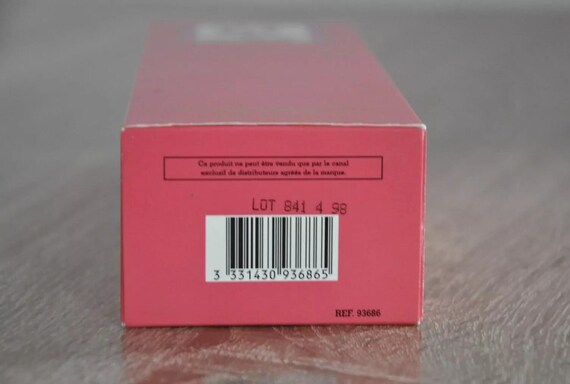 Ce produit ne peut être vendu que par le canal
exclusif de distributeurs agréés de la marque.
LOT 841 4 98
3 331430 936865
REF. 93686